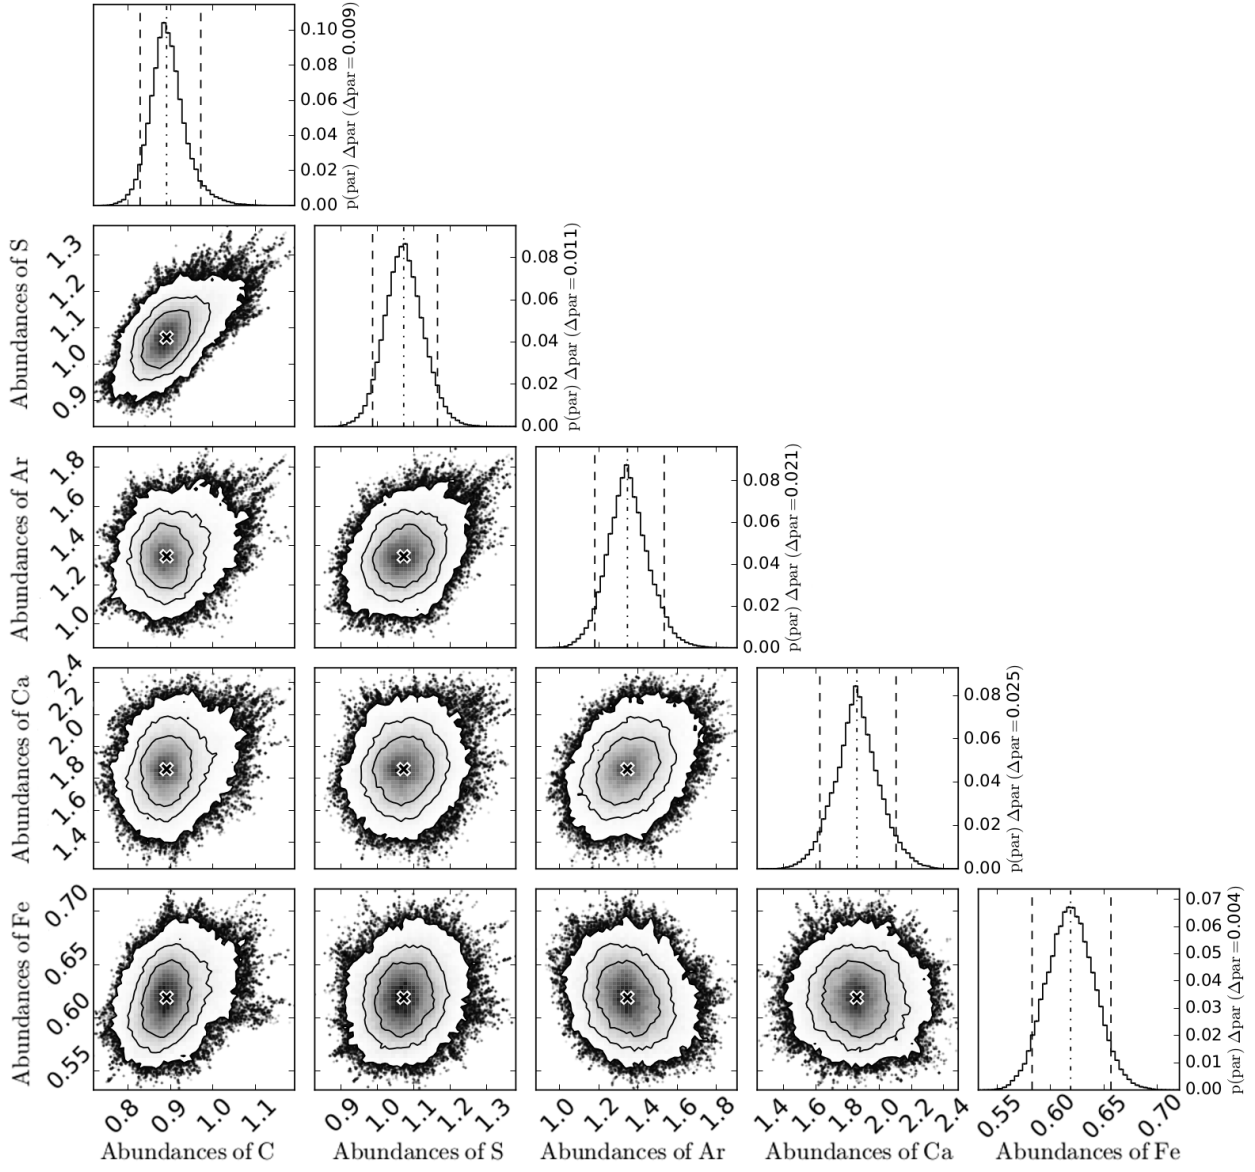 0.10
0.08
0.06
0.04
0.02
0.00
p(par) Δpar (Δpar=0.009)
Abundances of S
1.3
1.2
1.1
1.0
0.9
0.08
0.06
0.04
0.02
0.00
p(par) Δpar (Δpar=0.011)
Abundances of Ar
1.8
1.6
1.4
1.2
1.0
0.08
0.06
0.04
0.02
0.00
p(par) Δpar (Δpar=0.021)
Abundances of Ca
2.4
2.2
2.0
1.8
1.6
1.4
0.08
0.06
0.04
0.02
0.00
p(par) Δpar (Δpar=0.025)
Abundances of Fe
0.70
0.65
0.60
0.55
0.07
0.06
0.05
0.04
0.03
0.02
0.01
0.00
p(par) Δpar (Δpar=0.004)
0.8 0.9 1.0 1.1
0.9 1.0 1.1 1.2 1.3
1.0 1.2 1.4 1.6 1.8
1.4 1.6 1.8 2.0 2.2 2.4
0.55 0.60 0.65 0.70
Abundances of C
Abundances of S
Abundances of Ar
Abundances of Ca
Abundances of Fe